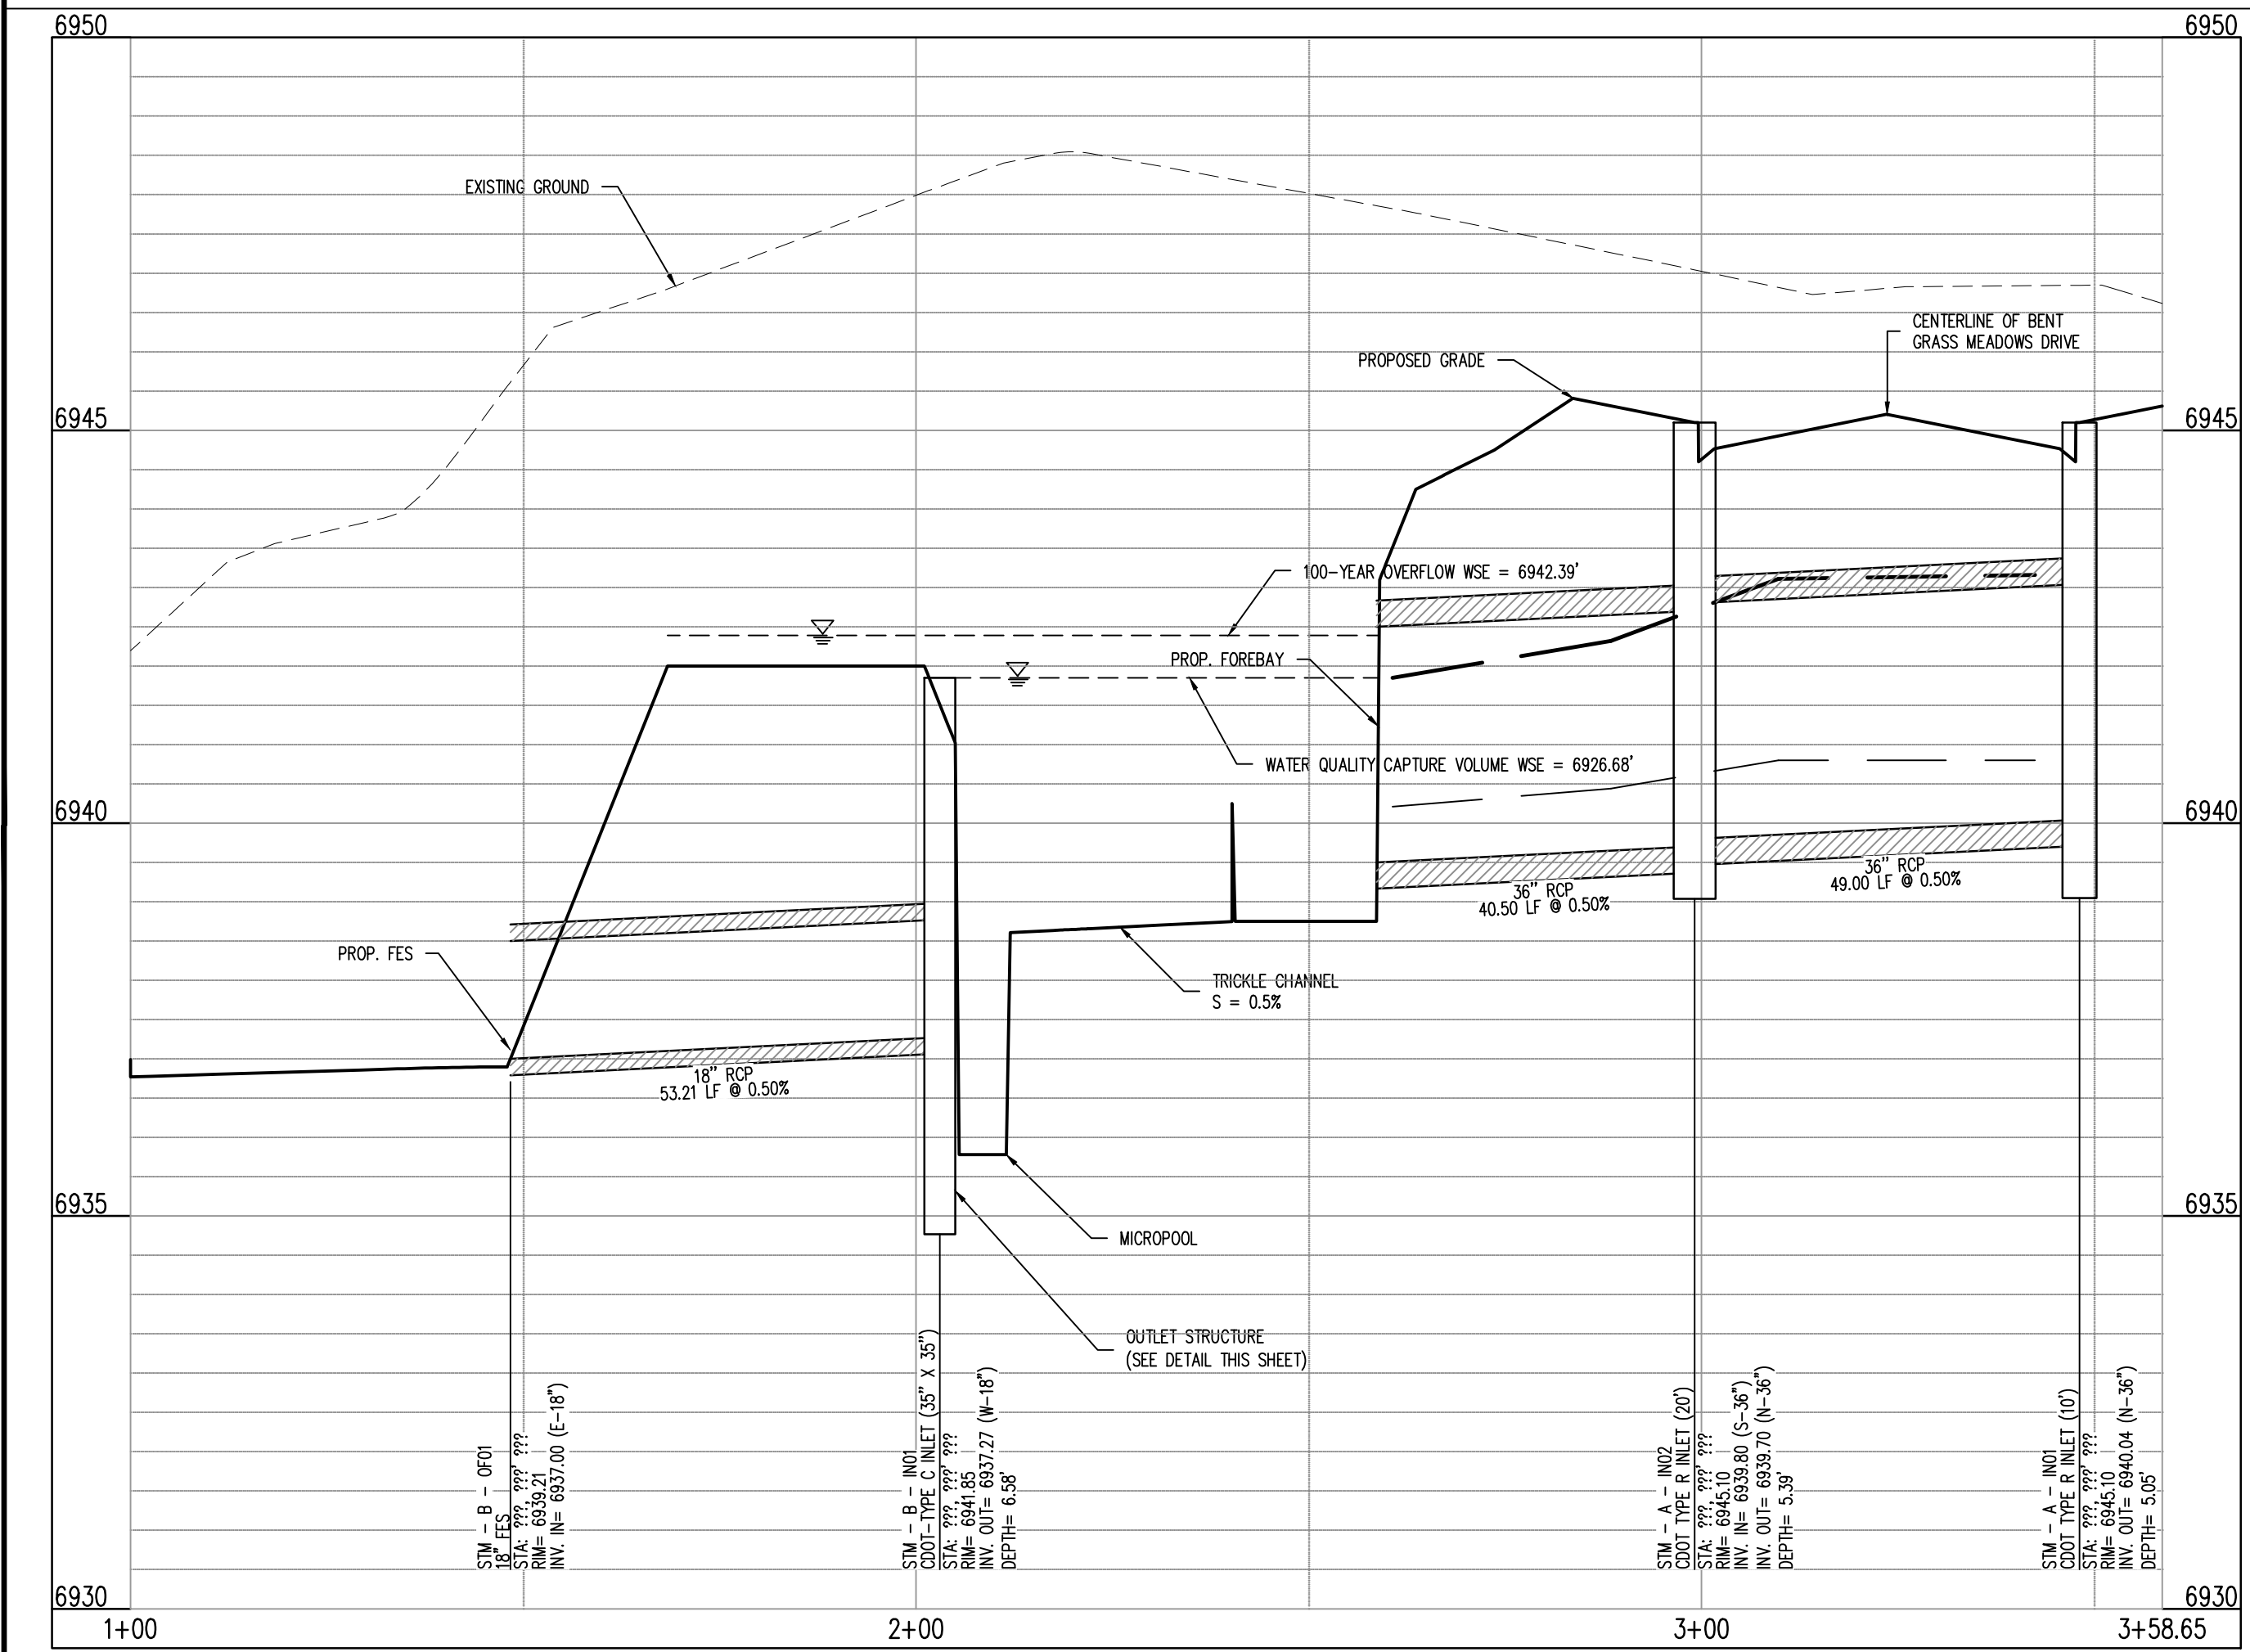 6950
6950
EXISTING GROUND
CENTERLINE OF BENT
GRASS MEADOWS DRIVE
PROPOSED GRADE
6945
6945
100-YEAR OVERFLOW WSE = 6942.39'
PROP. FOREBAY
WATER QUALITY CAPTURE VOLUME WSE = 6926.68'
6940
6940
36" RCP
49.00 LF @ 0.50%
36" RCP
40.50 LF @ 0.50%
PROP. FES
TRICKLE CHANNEL
S = 0.5%
18" RCP
53.21 LF @ 0.50%
6935
6935
MICROPOOL
OUTLET STRUCTURE
(SEE DETAIL THIS SHEET)
STM - B - OF01
18" FES
STA: ???, ???' ???
RIM= 6939.21
INV. IN= 6937.00 (E-18")
STM - B - IN01
CDOT-TYPE C INLET (35" X 35")
STA: ???, ???' ???
RIM= 6941.85
INV. OUT= 6937.27 (W-18")
DEPTH= 6.58'
STM - A - IN02
CDOT TYPE R INLET (20')
STA: ???, ???' ???
RIM= 6945.10
INV. IN= 6939.80 (S-36")
INV. OUT= 6939.70 (N-36")
DEPTH= 5.39'
STM - A - IN01
CDOT TYPE R INLET (10')
STA: ???, ???' ???
RIM= 6945.10
INV. OUT= 6940.04 (N-36")
DEPTH= 5.05'
6930
6930
1+00
2+00
3+00
3+58.65